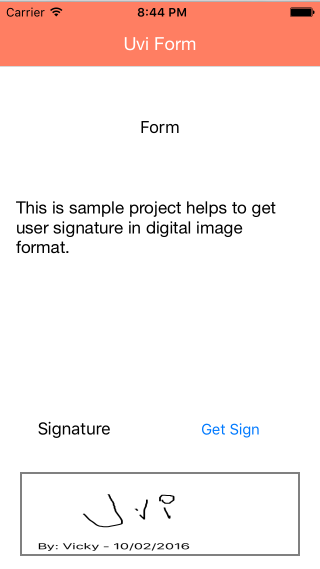 Carrier 8:44 PM
Uvi Form
Form
This is sample project helps to get
user signature in digital image
format.
Signature Get Sign
Uvi
By: Vicky - 10/02/2016